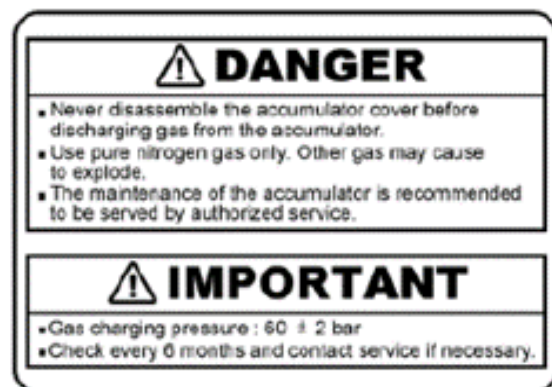 DANGER
▪ Never disassemble the accumulator cover before
discharging gas from the accumulator.
▪ Use pure nitrogen gas only. Other gas may cause
to explode.
▪ The maintenance of the accumulator is recommended
to be served by authorized service.
IMPORTANT
▪ Gas charging pressure : 60 ± 2 bar
▪ Check every 6 months and contact service if necessary.